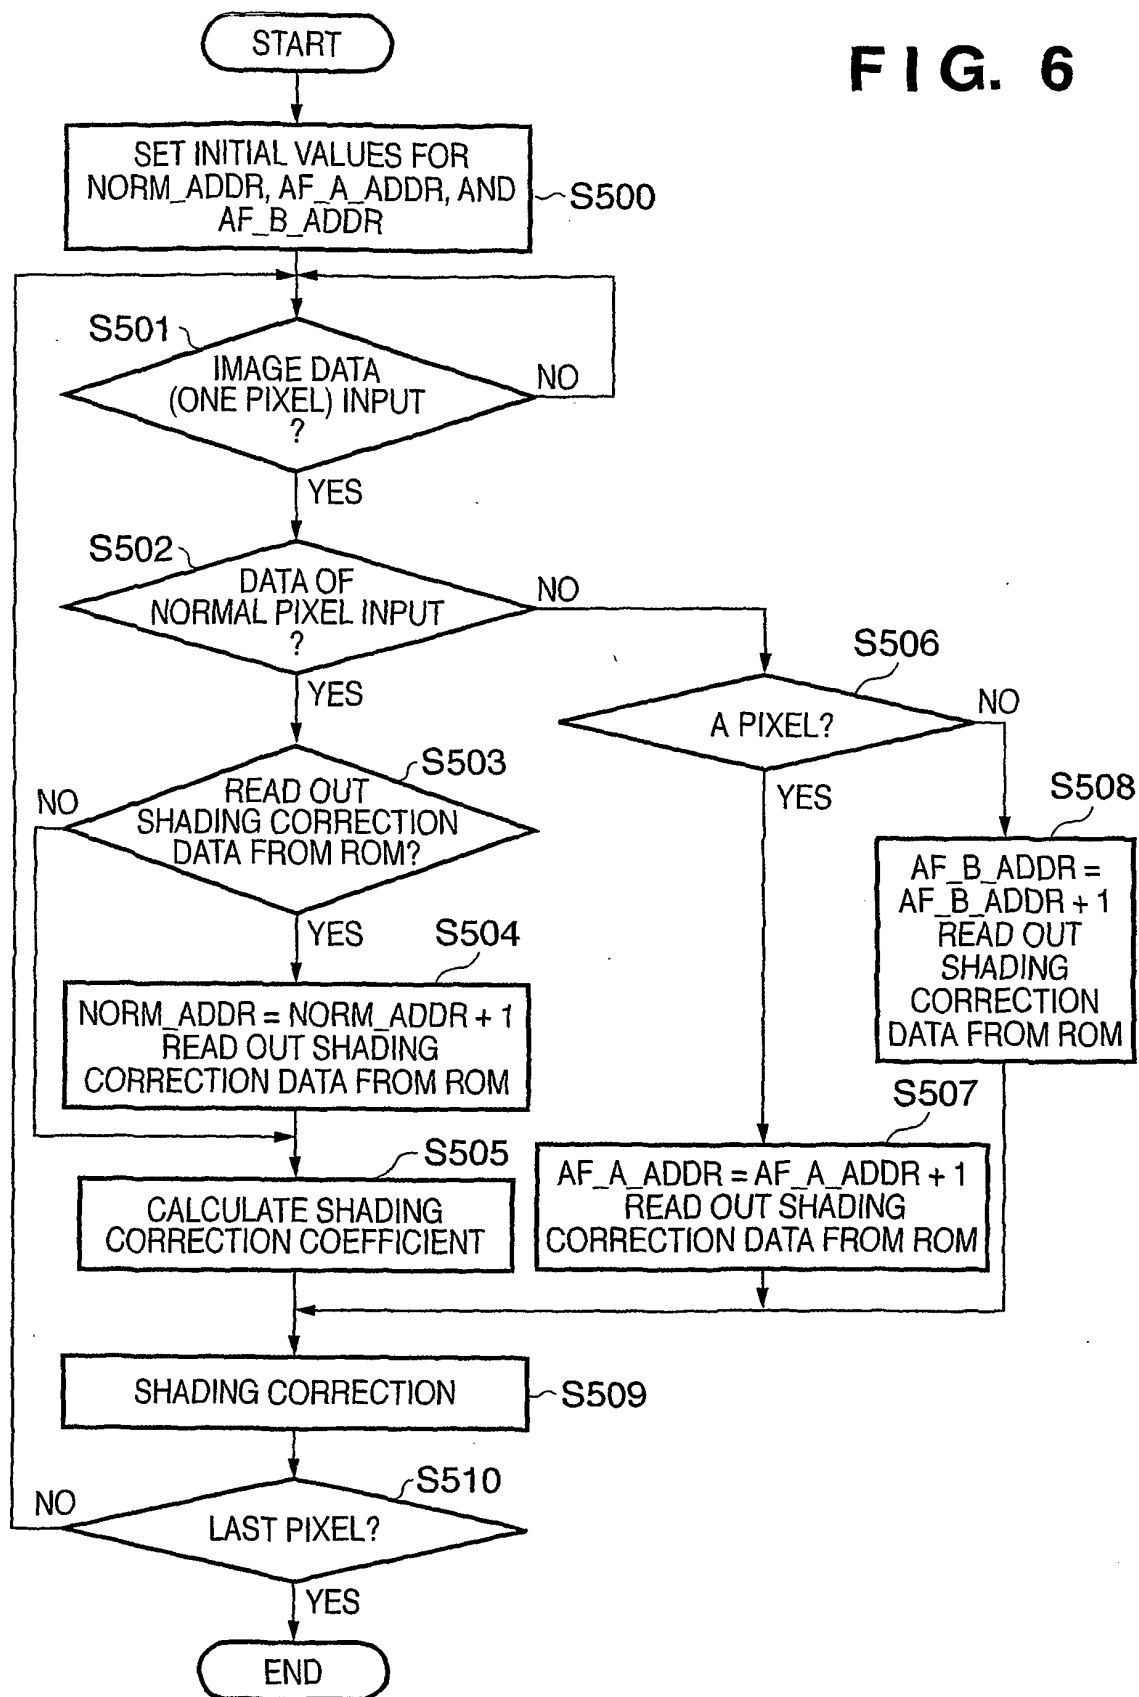 START
FIG. 6
SET INITIAL VALUES FOR
NORM_ADDR, AF_A_ADDR, AND
AF_B_ADDR
S500
S501
IMAGE DATA
(ONE PIXEL) INPUT
?
NO
YES
S502
DATA OF
NORMAL PIXEL INPUT
?
NO
YES
S506
A PIXEL?
NO
YES
S503
READ OUT
SHADING CORRECTION
DATA FROM ROM?
NO
YES
S508
AF_B_ADDR =
AF_B_ADDR + 1
READ OUT
SHADING
CORRECTION
DATA FROM ROM
S504
NORM_ADDR = NORM_ADDR + 1
READ OUT SHADING
CORRECTION DATA FROM ROM
S507
AF_A_ADDR = AF_A_ADDR + 1
READ OUT SHADING
CORRECTION DATA FROM ROM
S505
CALCULATE SHADING
CORRECTION COEFFICIENT
SHADING CORRECTION
S509
S510
LAST PIXEL?
NO
YES
END